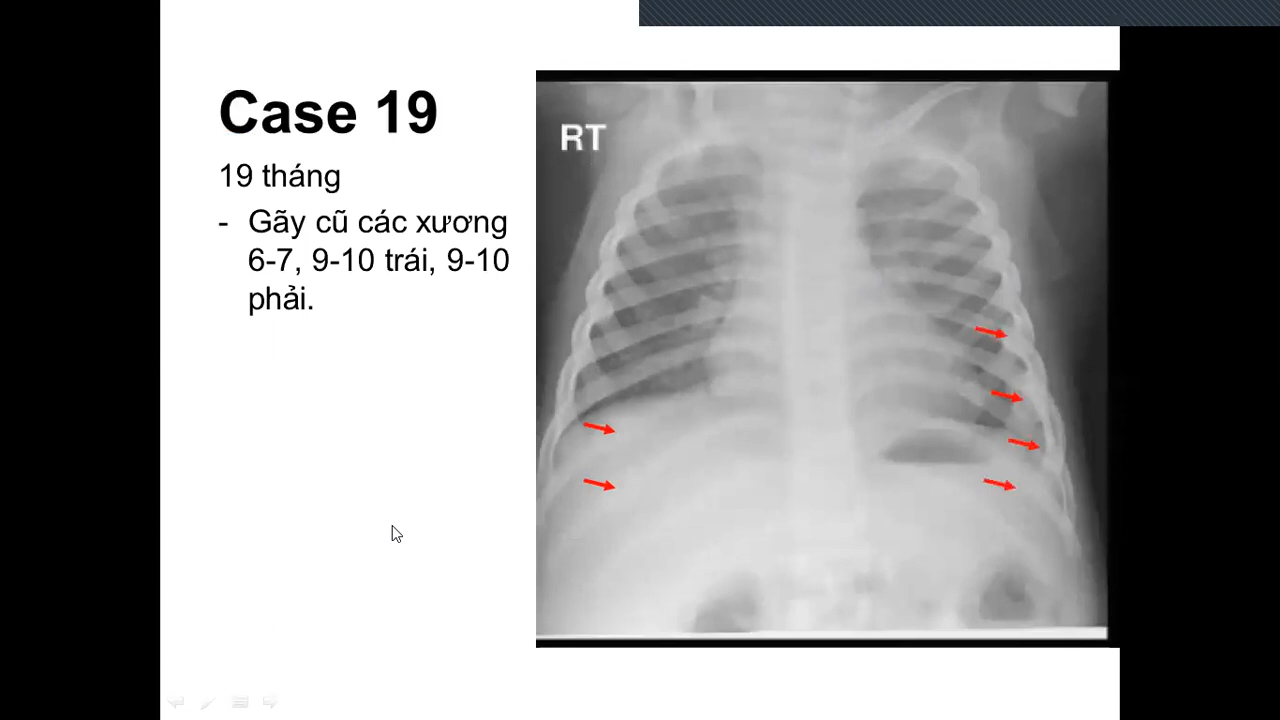 Case 19
19 tháng
- Gãy cũ các xương
6-7, 9-10 trái, 9-10
phải.
RT